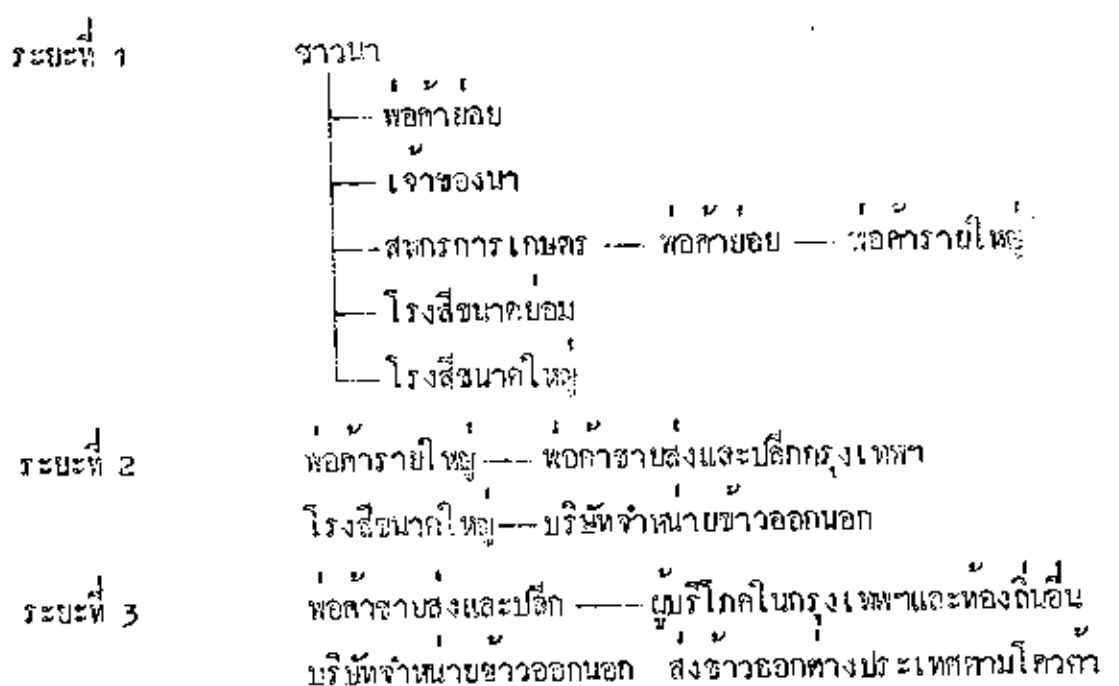 ระยะที่ 1 ชาวนา
พ่อค้าย่อย
เจ้าของนา
สหกรการเกษตร — พ่อค้าย่อย — พ่อค้ารายใหญ่
โรงสีขนาดย่อม
โรงสีขนาดใหญ่
ระยะที่ 2 พ่อค้ารายใหญ่ — พ่อค้าขายส่งและปลีกกรุงเทพฯ
โรงสีขนาดใหญ่ — บริษัทจำหน่ายข้าวออกนอก
ระยะที่ 3 พ่อค้าขายส่งและปลีก — ผู้บริโภคในกรุงเทพฯและท้องถิ่นอื่น
บริษัทจำหน่ายข้าวออกนอก ส่งข้าวออกต่างประเทศตามโควต้า